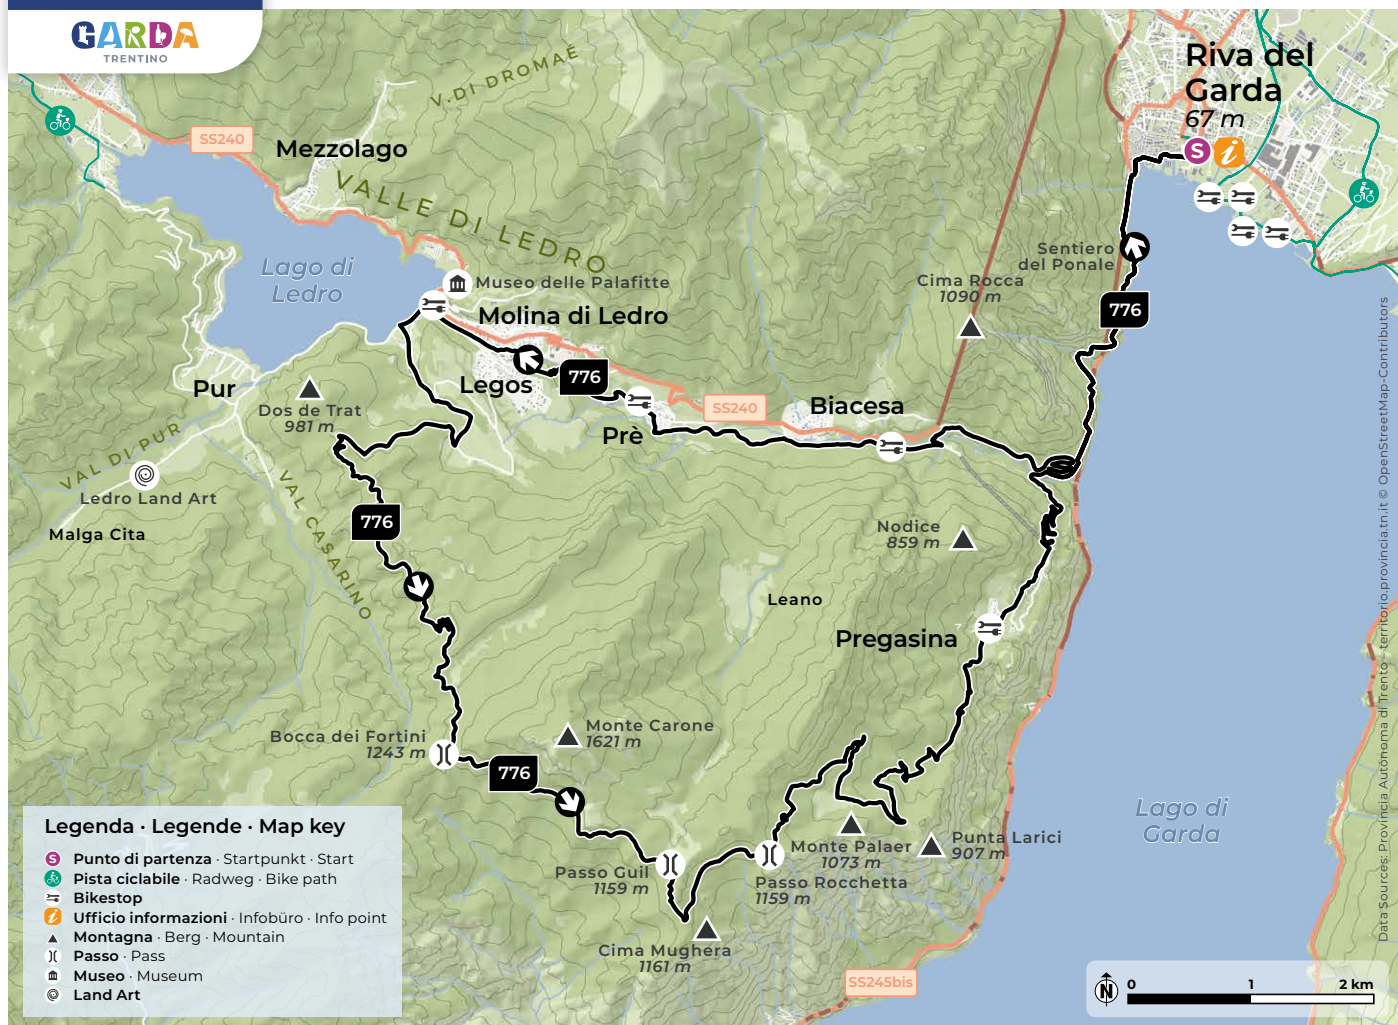 GARDA
TRENTINO
V. DI DROMAÉ
Riva del
Garda
67 m
S
i
SS240
Mezzolago
VALLE DI LEDRO
Sentiero
del Ponale
Lago di
Ledro
Museo delle Palafitte
Cima Rocca
1090 m
776
Molina di Ledro
Legos
776
Pur
SS240
Biacesa
Dos de Trat
981 m
Prè
VAL DI PUR
Ledro Land Art
VAL CASARINO
776
Malga Cita
Nodice
859 m
Leano
Pregasina
Monte Carone
1621 m
Bocca dei Fortini
1243 m
776
Lago di
Garda
Monte Palaer
1073 m
Punta Larici
907 m
Passo Guil
1159 m
Passo Rocchetta
1159 m
Cima Mughera
1161 m
SS245bis
Legenda · Legende · Map key
S Punto di partenza · Startpunkt · Start
Pista ciclabile · Radweg · Bike path
Bikestop
i Ufficio informazioni · Infobüro · Info point
Montagna · Berg · Mountain
Passo · Pass
Museo · Museum
Land Art
N
0 1 2 km
Data Sources: Provincia Autonoma di Trento – territorio.provincia.tn.it © OpenStreetMap-Contributors